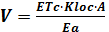 V = ETc·Kloc·A / Ea